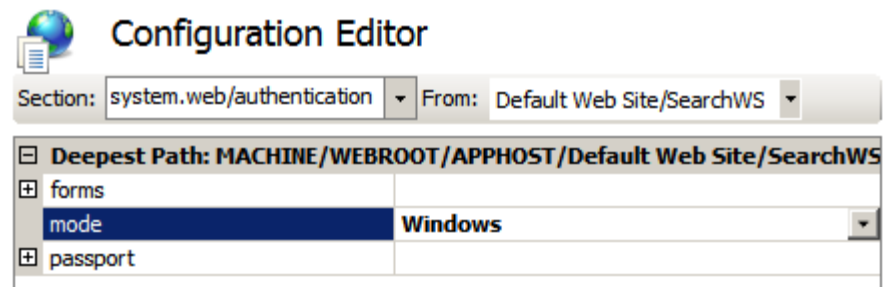 Configuration Editor
Section: system.web/authentication From: Default Web Site/SearchWS
Deepest Path: MACHINE/WEBROOT/APPHOST/Default Web Site/SearchWS
forms
mode Windows
passport